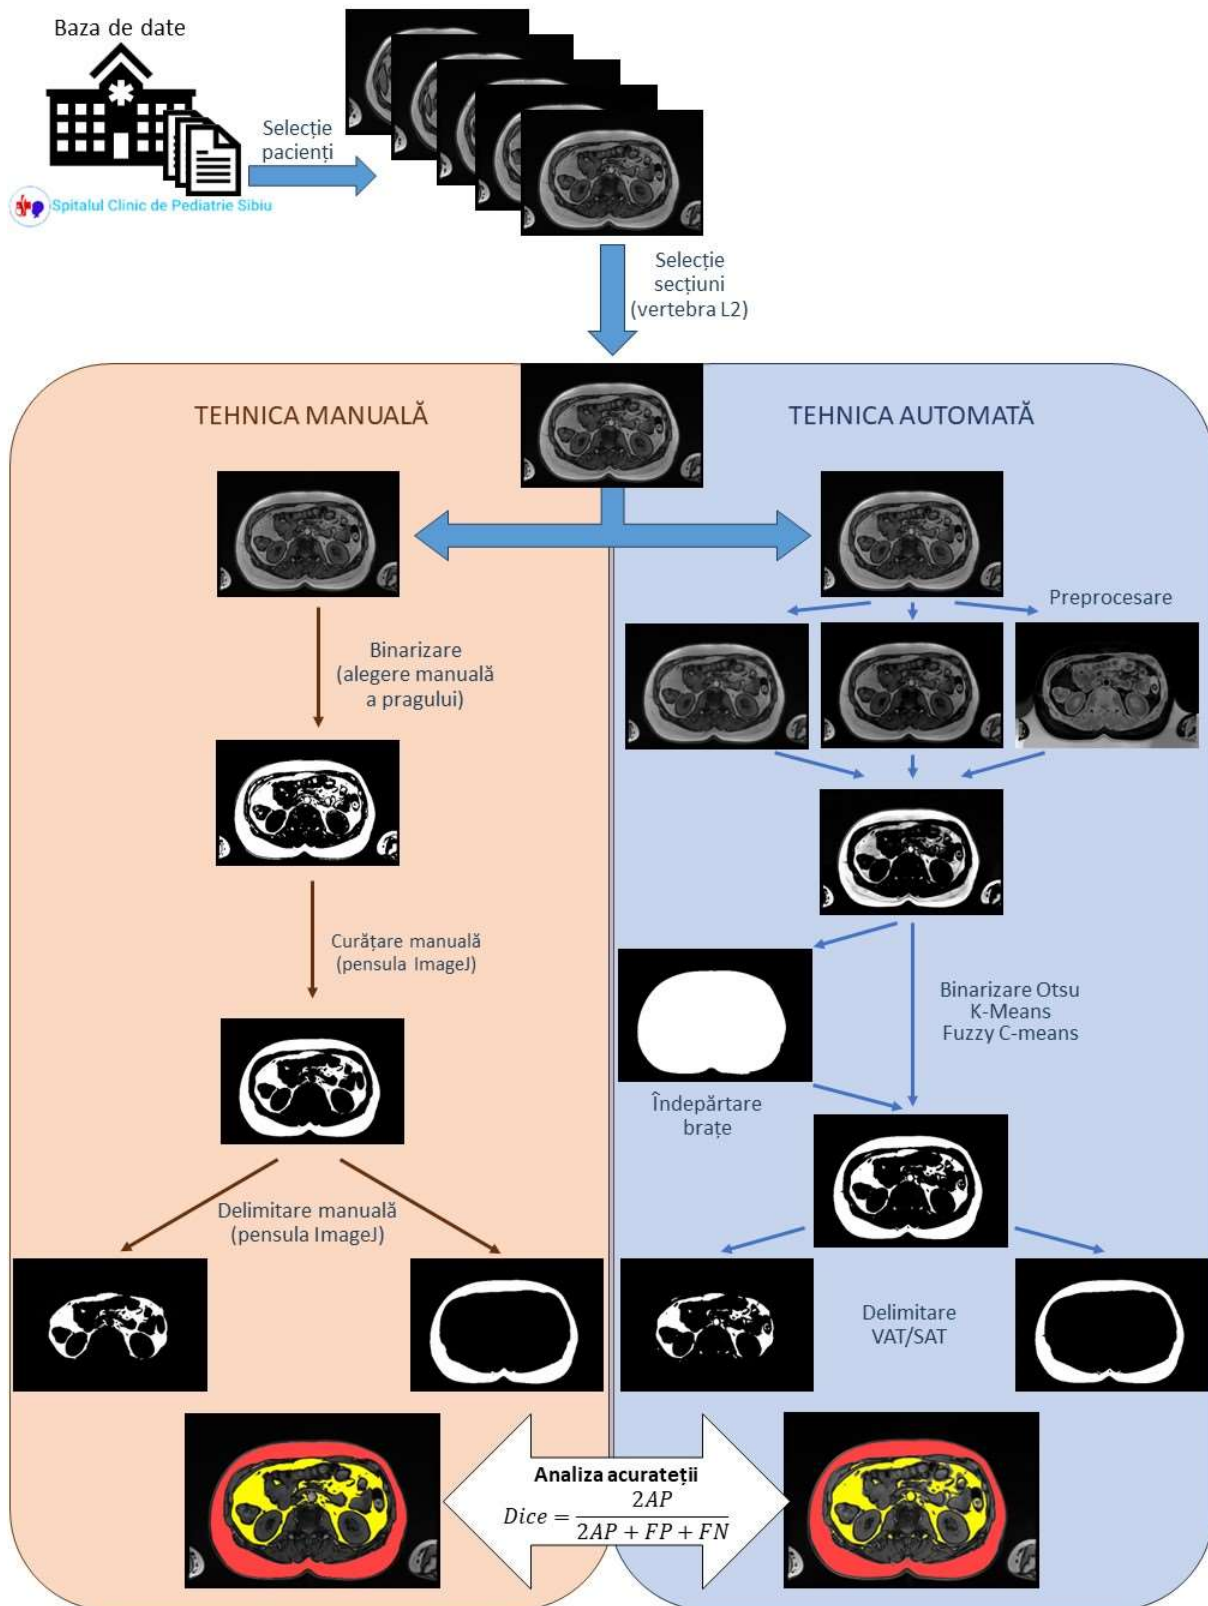 Baza de date
Selecție
pacienți
Spitalul Clinic de Pediatrie Sibiu
Selecție
secțiuni
(vertebra L2)
TEHNICA MANUALĂ
TEHNICA AUTOMATĂ
Preprocesare
Binarizare
(alegere manuală
a pragului)
Curățare manuală
(pensula ImageJ)
Binarizare Otsu
K-Means
Fuzzy C-means
Îndepărtare
brațe
Delimitare manuală
(pensula ImageJ)
Delimitare
VAT/SAT
Analiza acurateții
Dice = 2AP / (2AP + FP + FN)